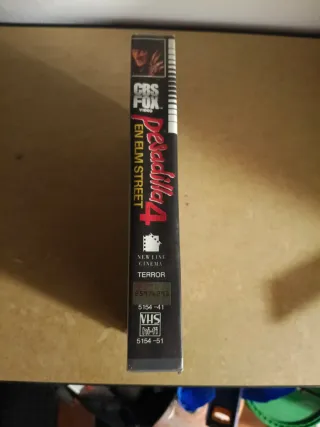 CBS
FOX
VIDEO
pesadilla 4
EN ELM STREET
NEW LINE
CINEMA
TERROR
5154 -41
VHS
5154 -51